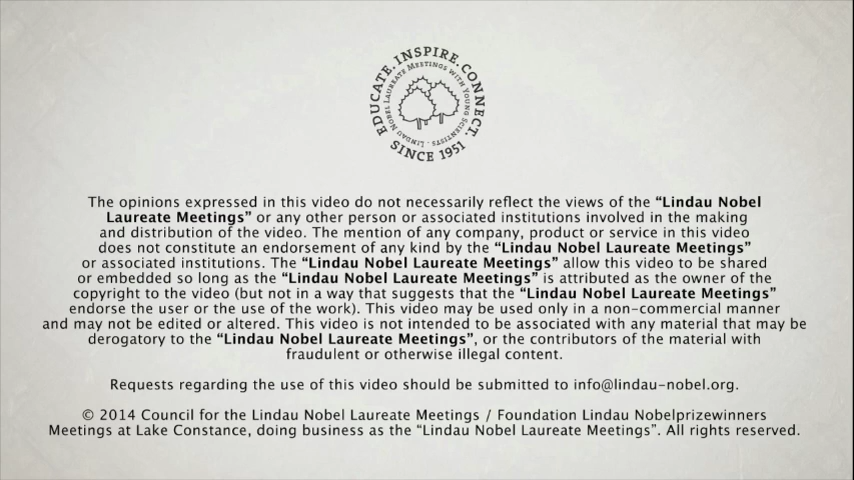 EDUCATE. INSPIRE. CONNECT.
LINDAU NOBEL LAUREATE MEETINGS WITH YOUNG SCIENTISTS ·
SINCE 1951
The opinions expressed in this video do not necessarily reflect the views of the “Lindau Nobel
Laureate Meetings” or any other person or associated institutions involved in the making
and distribution of the video. The mention of any company, product or service in this video
does not constitute an endorsement of any kind by the “Lindau Nobel Laureate Meetings”
or associated institutions. The “Lindau Nobel Laureate Meetings” allow this video to be shared
or embedded so long as the “Lindau Nobel Laureate Meetings” is attributed as the owner of the
copyright to the video (but not in a way that suggests that the “Lindau Nobel Laureate Meetings”
endorse the user or the use of the work). This video may be used only in a non-commercial manner
and may not be edited or altered. This video is not intended to be associated with any material that may be
derogatory to the “Lindau Nobel Laureate Meetings”, or the contributors of the material with
fraudulent or otherwise illegal content.
Requests regarding the use of this video should be submitted to info@lindau-nobel.org.
© 2014 Council for the Lindau Nobel Laureate Meetings / Foundation Lindau Nobelprizewinners
Meetings at Lake Constance, doing business as the “Lindau Nobel Laureate Meetings”. All rights reserved.